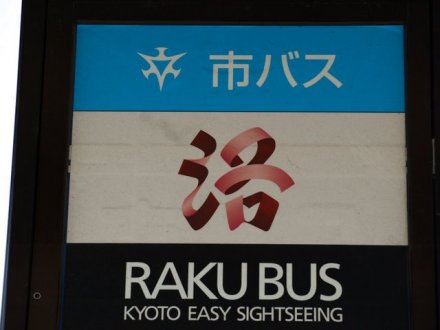 市バス
洛
RAKU BUS
KYOTO EASY SIGHTSEEING